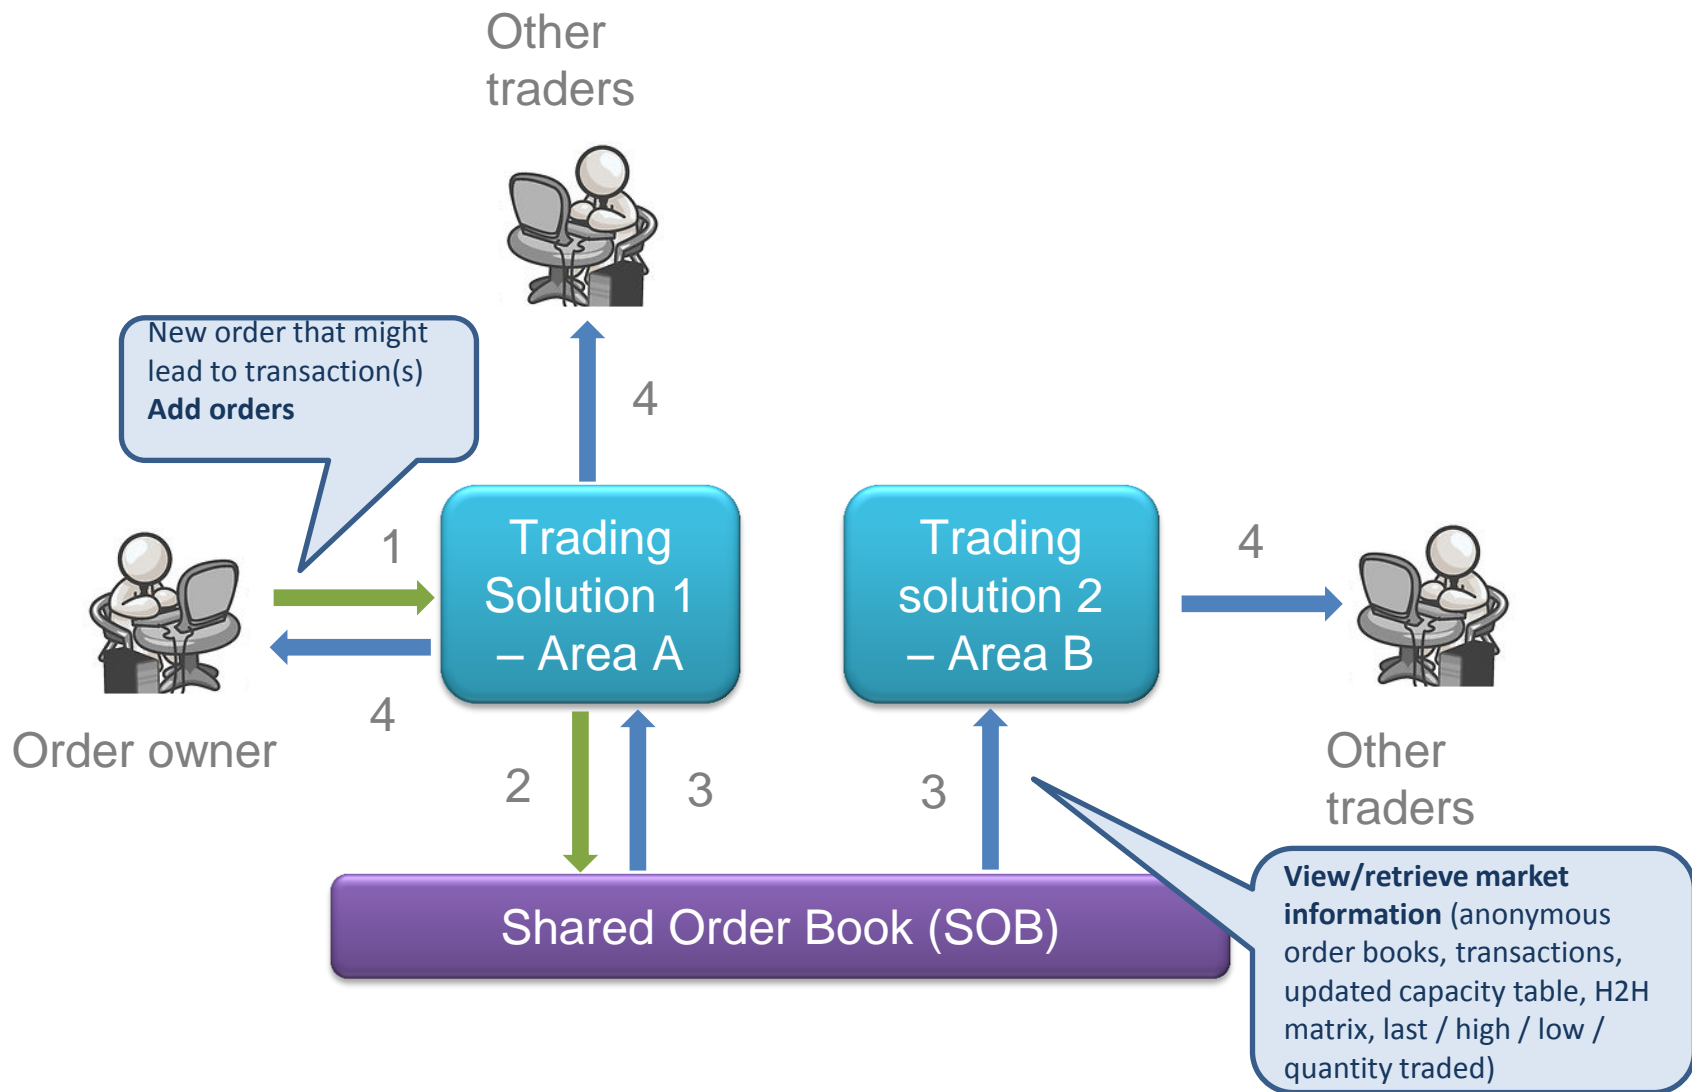 Other
traders
New order that might
lead to transaction(s)
Add orders
4
1
Trading
Solution 1
– Area A
Trading
solution 2
– Area B
4
4
Order owner
2
3
3
Other
traders
Shared Order Book (SOB)
View/retrieve market
information (anonymous
order books, transactions,
updated capacity table, H2H
matrix, last / high / low /
quantity traded)